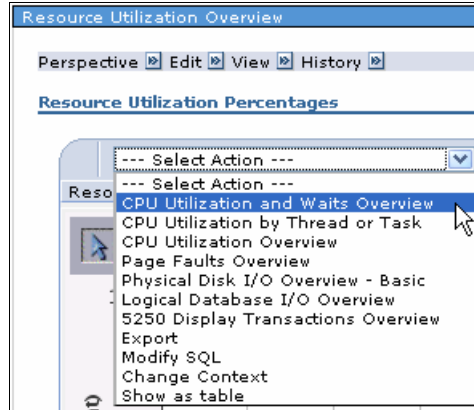 Resource Utilization Overview
Perspective Edit View History
Resource Utilization Percentages
--- Select Action ---
--- Select Action ---
CPU Utilization and Waits Overview
CPU Utilization by Thread or Task
CPU Utilization Overview
Page Faults Overview
Physical Disk I/O Overview - Basic
Logical Database I/O Overview
5250 Display Transactions Overview
Export
Modify SQL
Change Context
Show as table